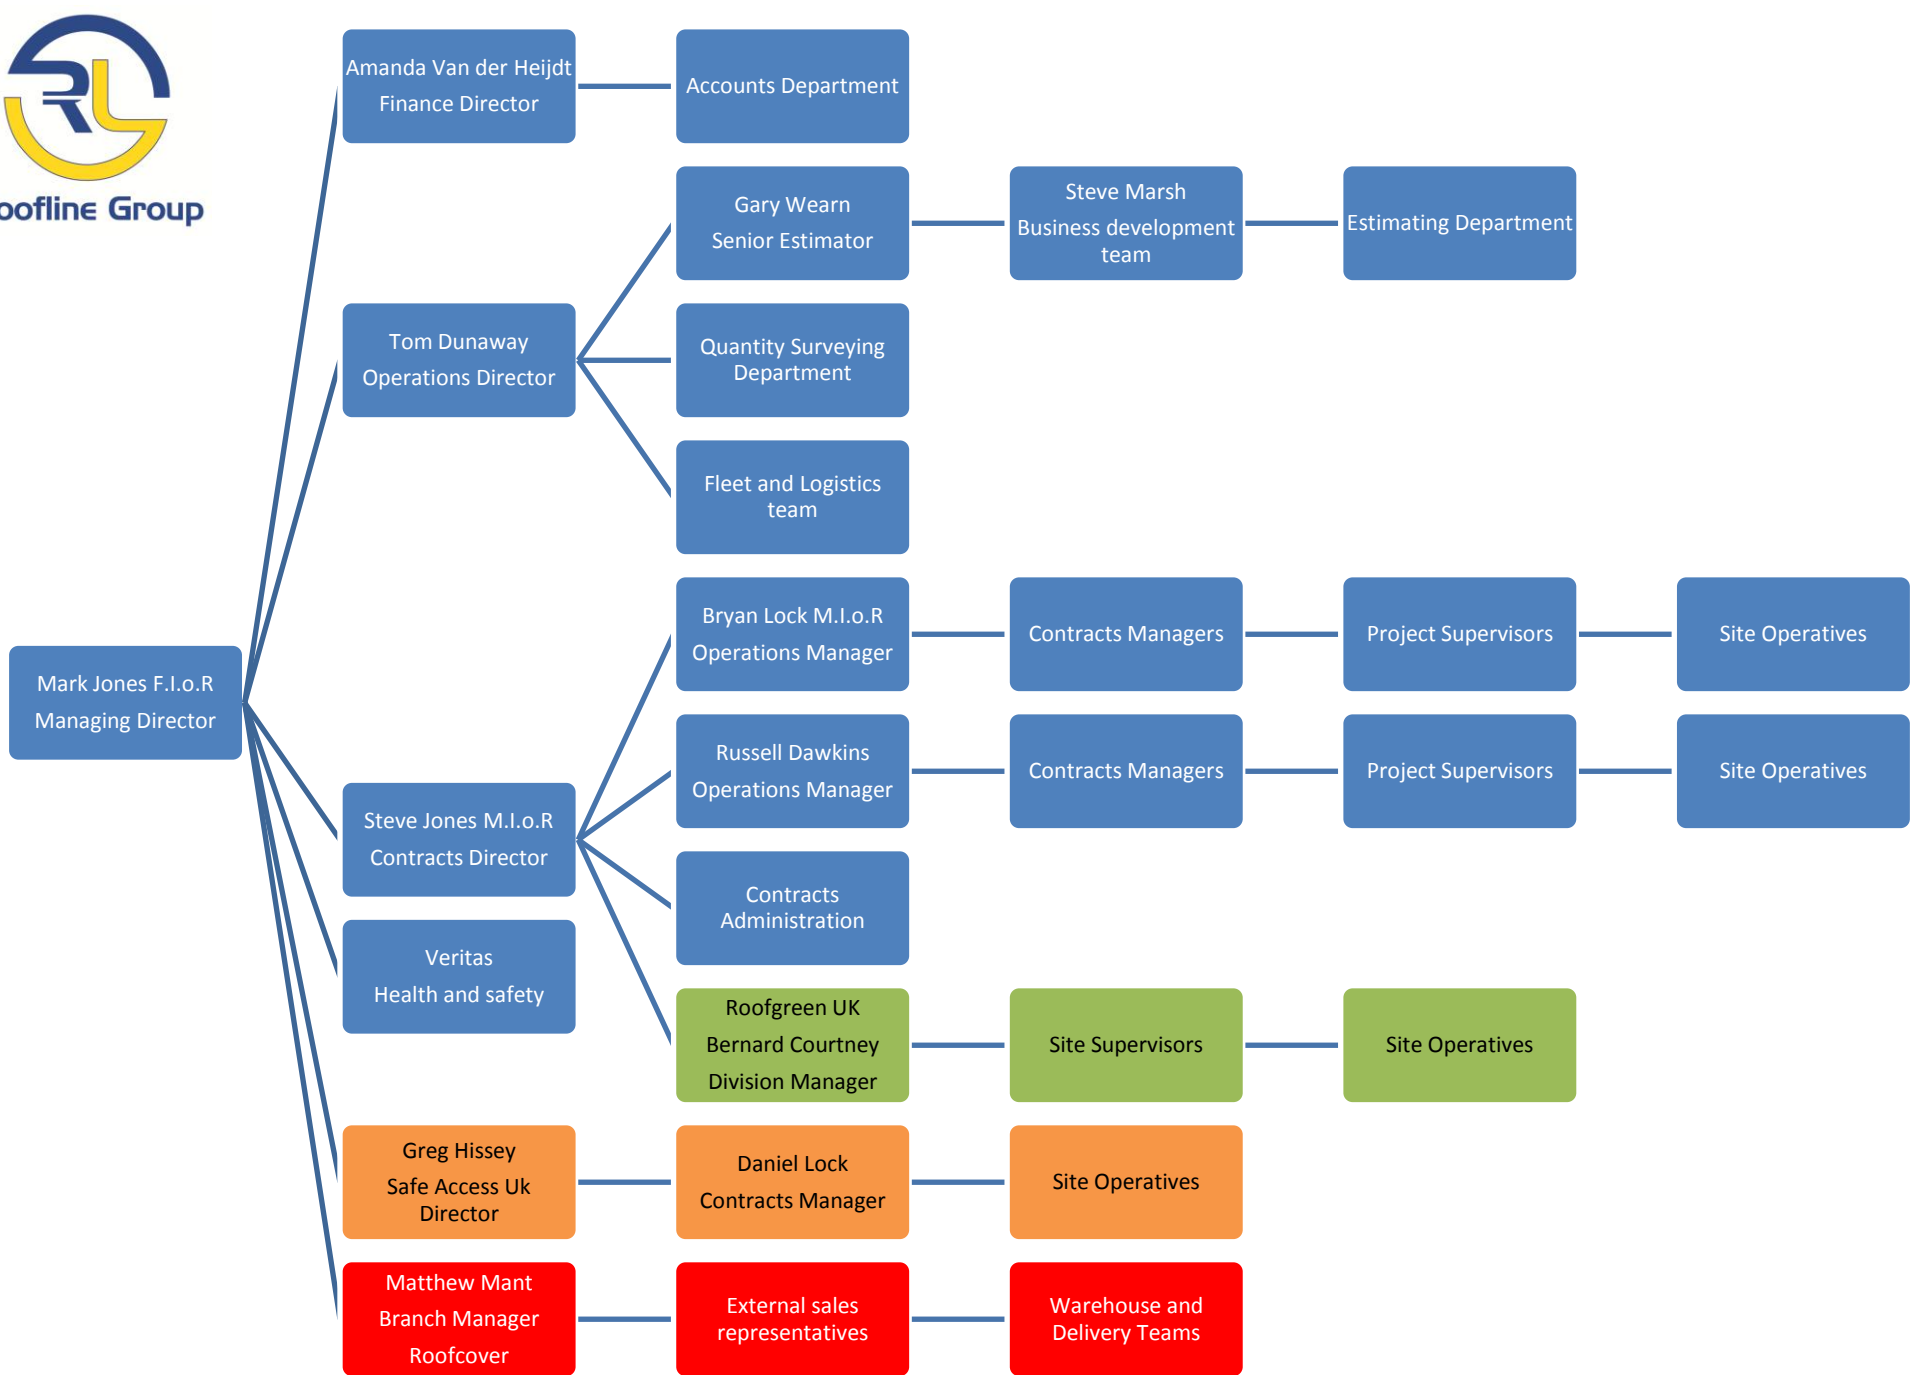 oofline Group
Amanda Van der Heijdt
Finance Director
Accounts Department
Gary Wearn
Senior Estimator
Steve Marsh
Business development
team
Estimating Department
Tom Dunaway
Operations Director
Quantity Surveying
Department
Fleet and Logistics
team
Mark Jones F.I.o.R
Managing Director
Bryan Lock M.I.o.R
Operations Manager
Contracts Managers
Project Supervisors
Site Operatives
Russell Dawkins
Operations Manager
Contracts Managers
Project Supervisors
Site Operatives
Steve Jones M.I.o.R
Contracts Director
Contracts
Administration
Veritas
Health and safety
Roofgreen UK
Bernard Courtney
Division Manager
Site Supervisors
Site Operatives
Greg Hissey
Safe Access Uk
Director
Daniel Lock
Contracts Manager
Site Operatives
Matthew Mant
Branch Manager
Roofcover
External sales
representatives
Warehouse and
Delivery Teams